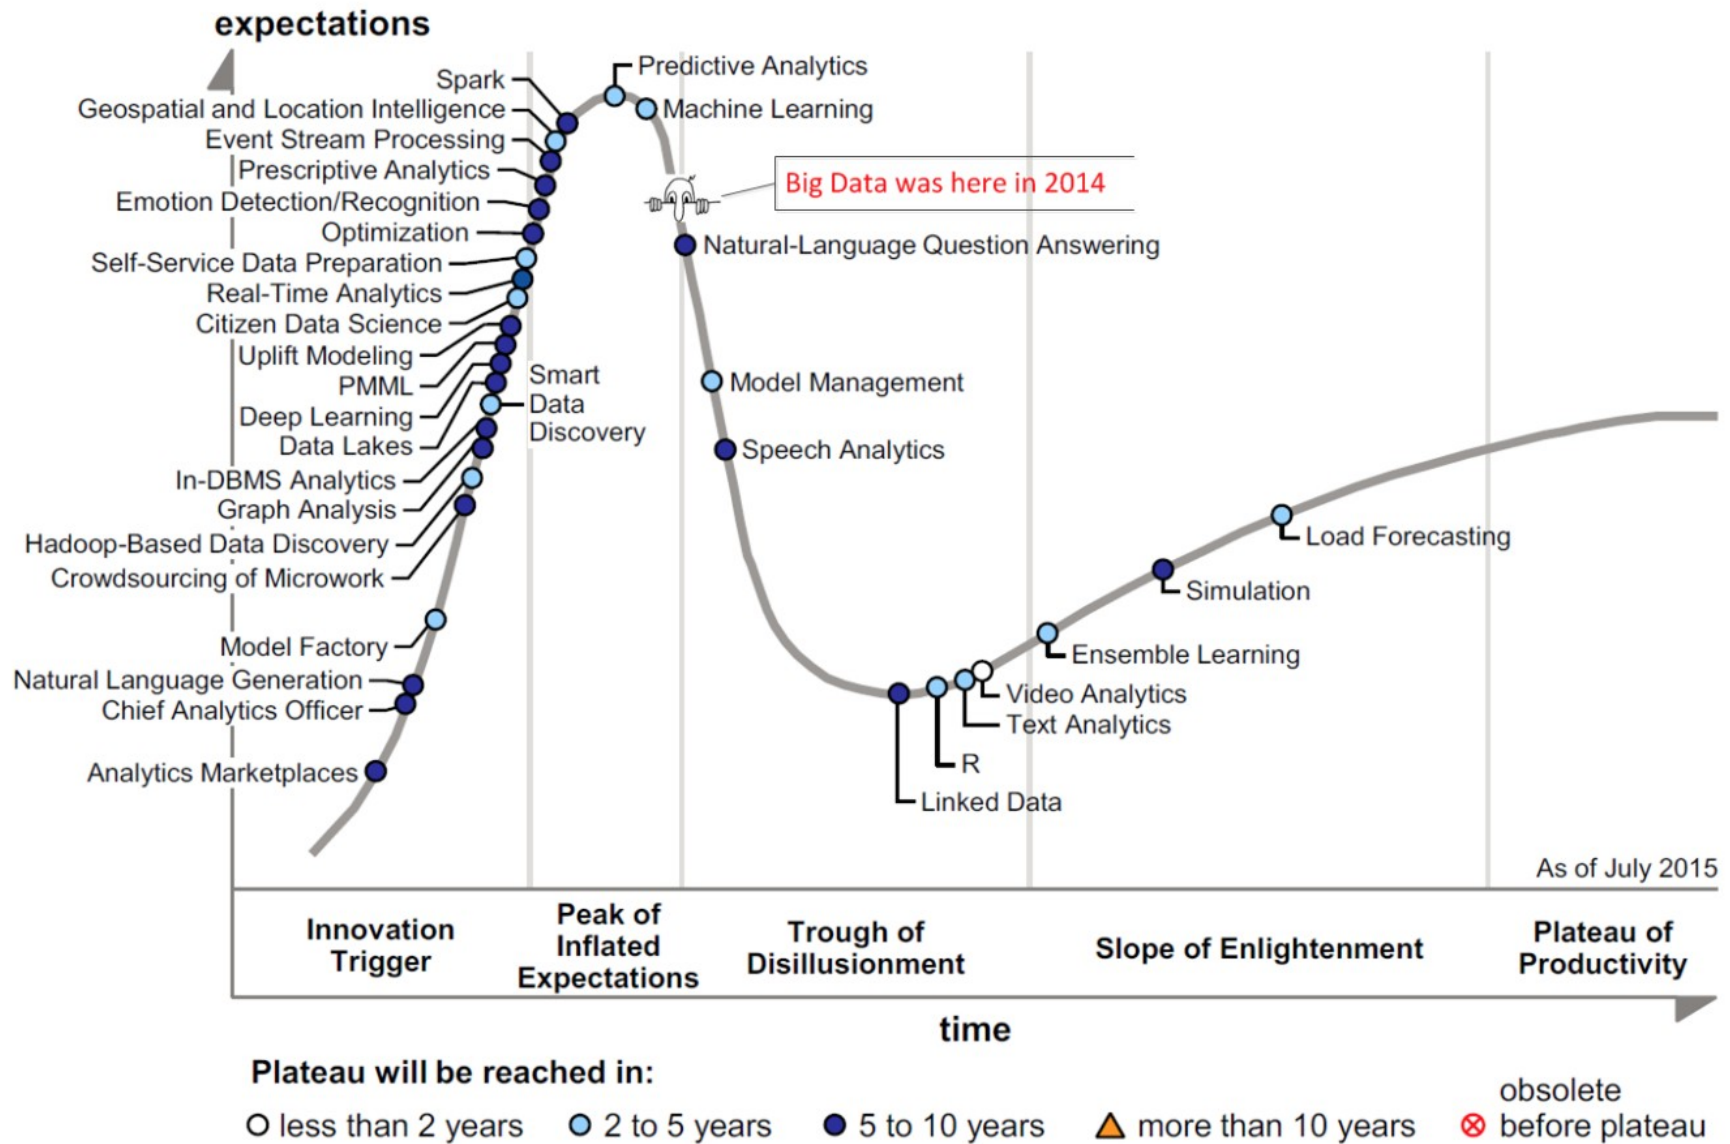 expectations
Predictive Analytics
Spark
Geospatial and Location Intelligence
Machine Learning
Event Stream Processing
Prescriptive Analytics
Big Data was here in 2014
Emotion Detection/Recognition
Optimization
Natural-Language Question Answering
Self-Service Data Preparation
Real-Time Analytics
Citizen Data Science
Uplift Modeling
PMML
Smart
Data
Discovery
Model Management
Deep Learning
Data Lakes
Speech Analytics
In-DBMS Analytics
Graph Analysis
Hadoop-Based Data Discovery
Load Forecasting
Crowdsourcing of Microwork
Simulation
Model Factory
Ensemble Learning
Natural Language Generation
Video Analytics
Chief Analytics Officer
Text Analytics
R
Analytics Marketplaces
Linked Data
As of July 2015
Innovation
Trigger
Peak of
Inflated
Expectations
Trough of
Disillusionment
Slope of Enlightenment
Plateau of
Productivity
time
Plateau will be reached in:
less than 2 years
2 to 5 years
5 to 10 years
more than 10 years
obsolete
before plateau